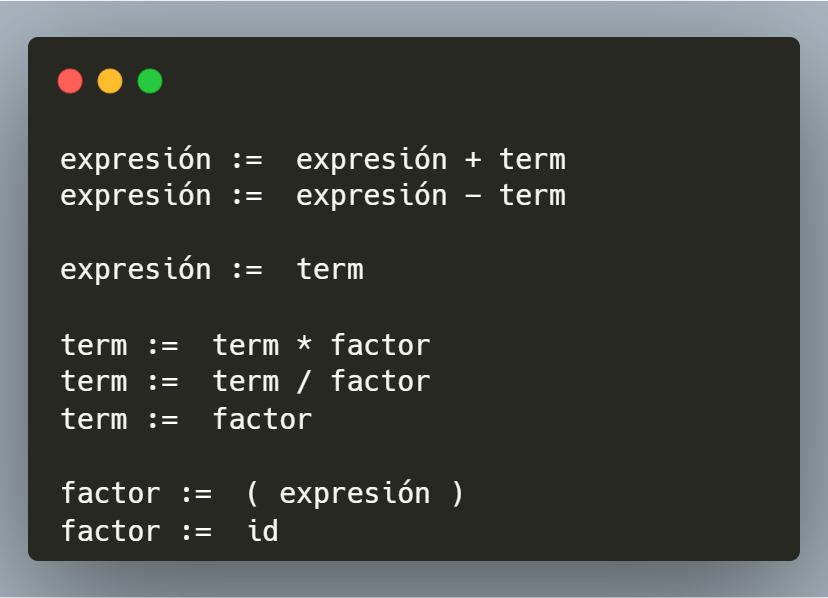 expresión := expresión + term
expresión := expresión - term
expresión := term
term := term * factor
term := term / factor
term := factor
factor := ( expresión )
factor := id